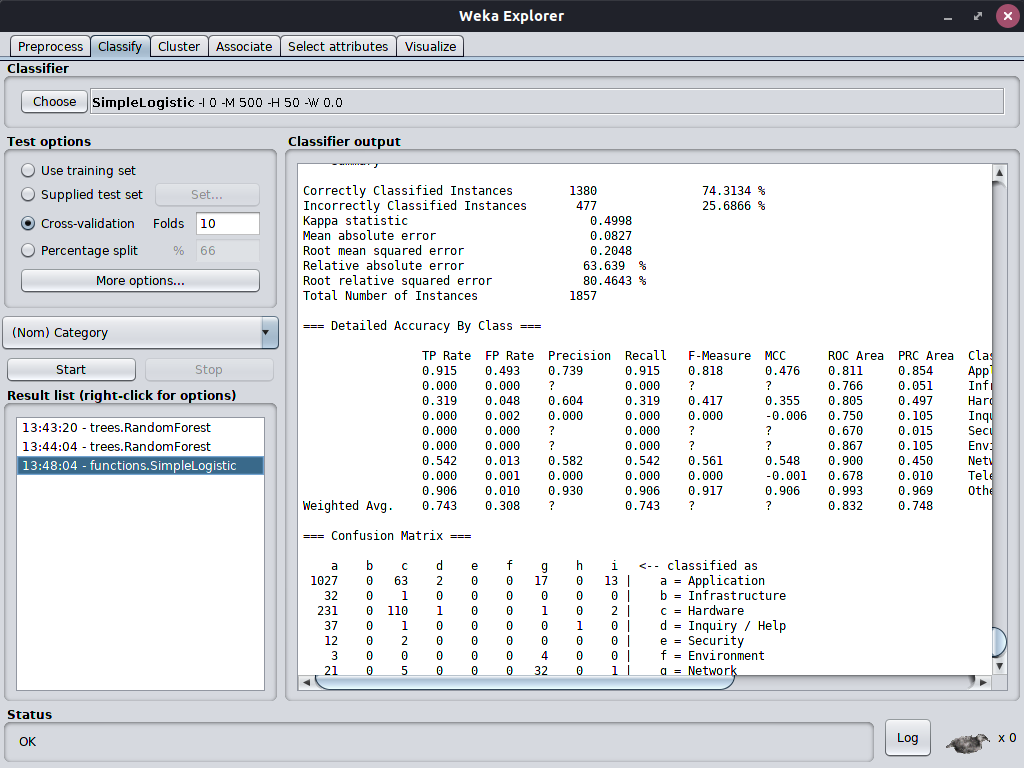 Weka Explorer
Preprocess Classify Cluster Associate Select attributes Visualize
Classifier
Choose SimpleLogistic -I 0 -M 500 -H 50 -W 0.0
Test options
Use training set
Supplied test set Set...
Cross-validation Folds 10
Percentage split % 66
More options...
(Nom) Category
Start Stop
Result list (right-click for options)
13:43:20 - trees.RandomForest
13:44:04 - trees.RandomForest
13:48:04 - functions.SimpleLogistic
Classifier output
Correctly Classified Instances 1380 74.3134 %
Incorrectly Classified Instances 477 25.6866 %
Kappa statistic 0.4998
Mean absolute error 0.0827
Root mean squared error 0.2048
Relative absolute error 63.639 %
Root relative squared error 80.4643 %
Total Number of Instances 1857
=== Detailed Accuracy By Class ===
TP Rate FP Rate Precision Recall F-Measure MCC ROC Area PRC Area Clas
0.915 0.493 0.739 0.915 0.818 0.476 0.811 0.854 Appl
0.000 0.000 ? 0.000 ? ? 0.766 0.051 Infr
0.319 0.048 0.604 0.319 0.417 0.355 0.805 0.497 Hard
0.000 0.002 0.000 0.000 0.000 -0.006 0.750 0.105 Inqu
0.000 0.000 ? 0.000 ? ? 0.670 0.015 Secu
0.000 0.000 ? 0.000 ? ? 0.867 0.105 Envi
0.542 0.013 0.582 0.542 0.561 0.548 0.900 0.450 Netw
0.000 0.001 0.000 0.000 0.000 -0.001 0.678 0.010 Tele
0.906 0.010 0.930 0.906 0.917 0.906 0.993 0.969 Othe
Weighted Avg. 0.743 0.308 ? 0.743 ? ? 0.832 0.748
=== Confusion Matrix ===
a b c d e f g h i <-- classified as
1027 0 63 2 0 0 17 0 13 | a = Application
32 0 1 0 0 0 0 0 0 | b = Infrastructure
231 0 110 1 0 0 1 0 2 | c = Hardware
37 0 1 0 0 0 0 1 0 | d = Inquiry / Help
12 0 2 0 0 0 0 0 0 | e = Security
3 0 0 0 0 0 4 0 0 | f = Environment
21 0 5 0 0 0 32 0 1 | g = Network
Status
OK
Log
x 0